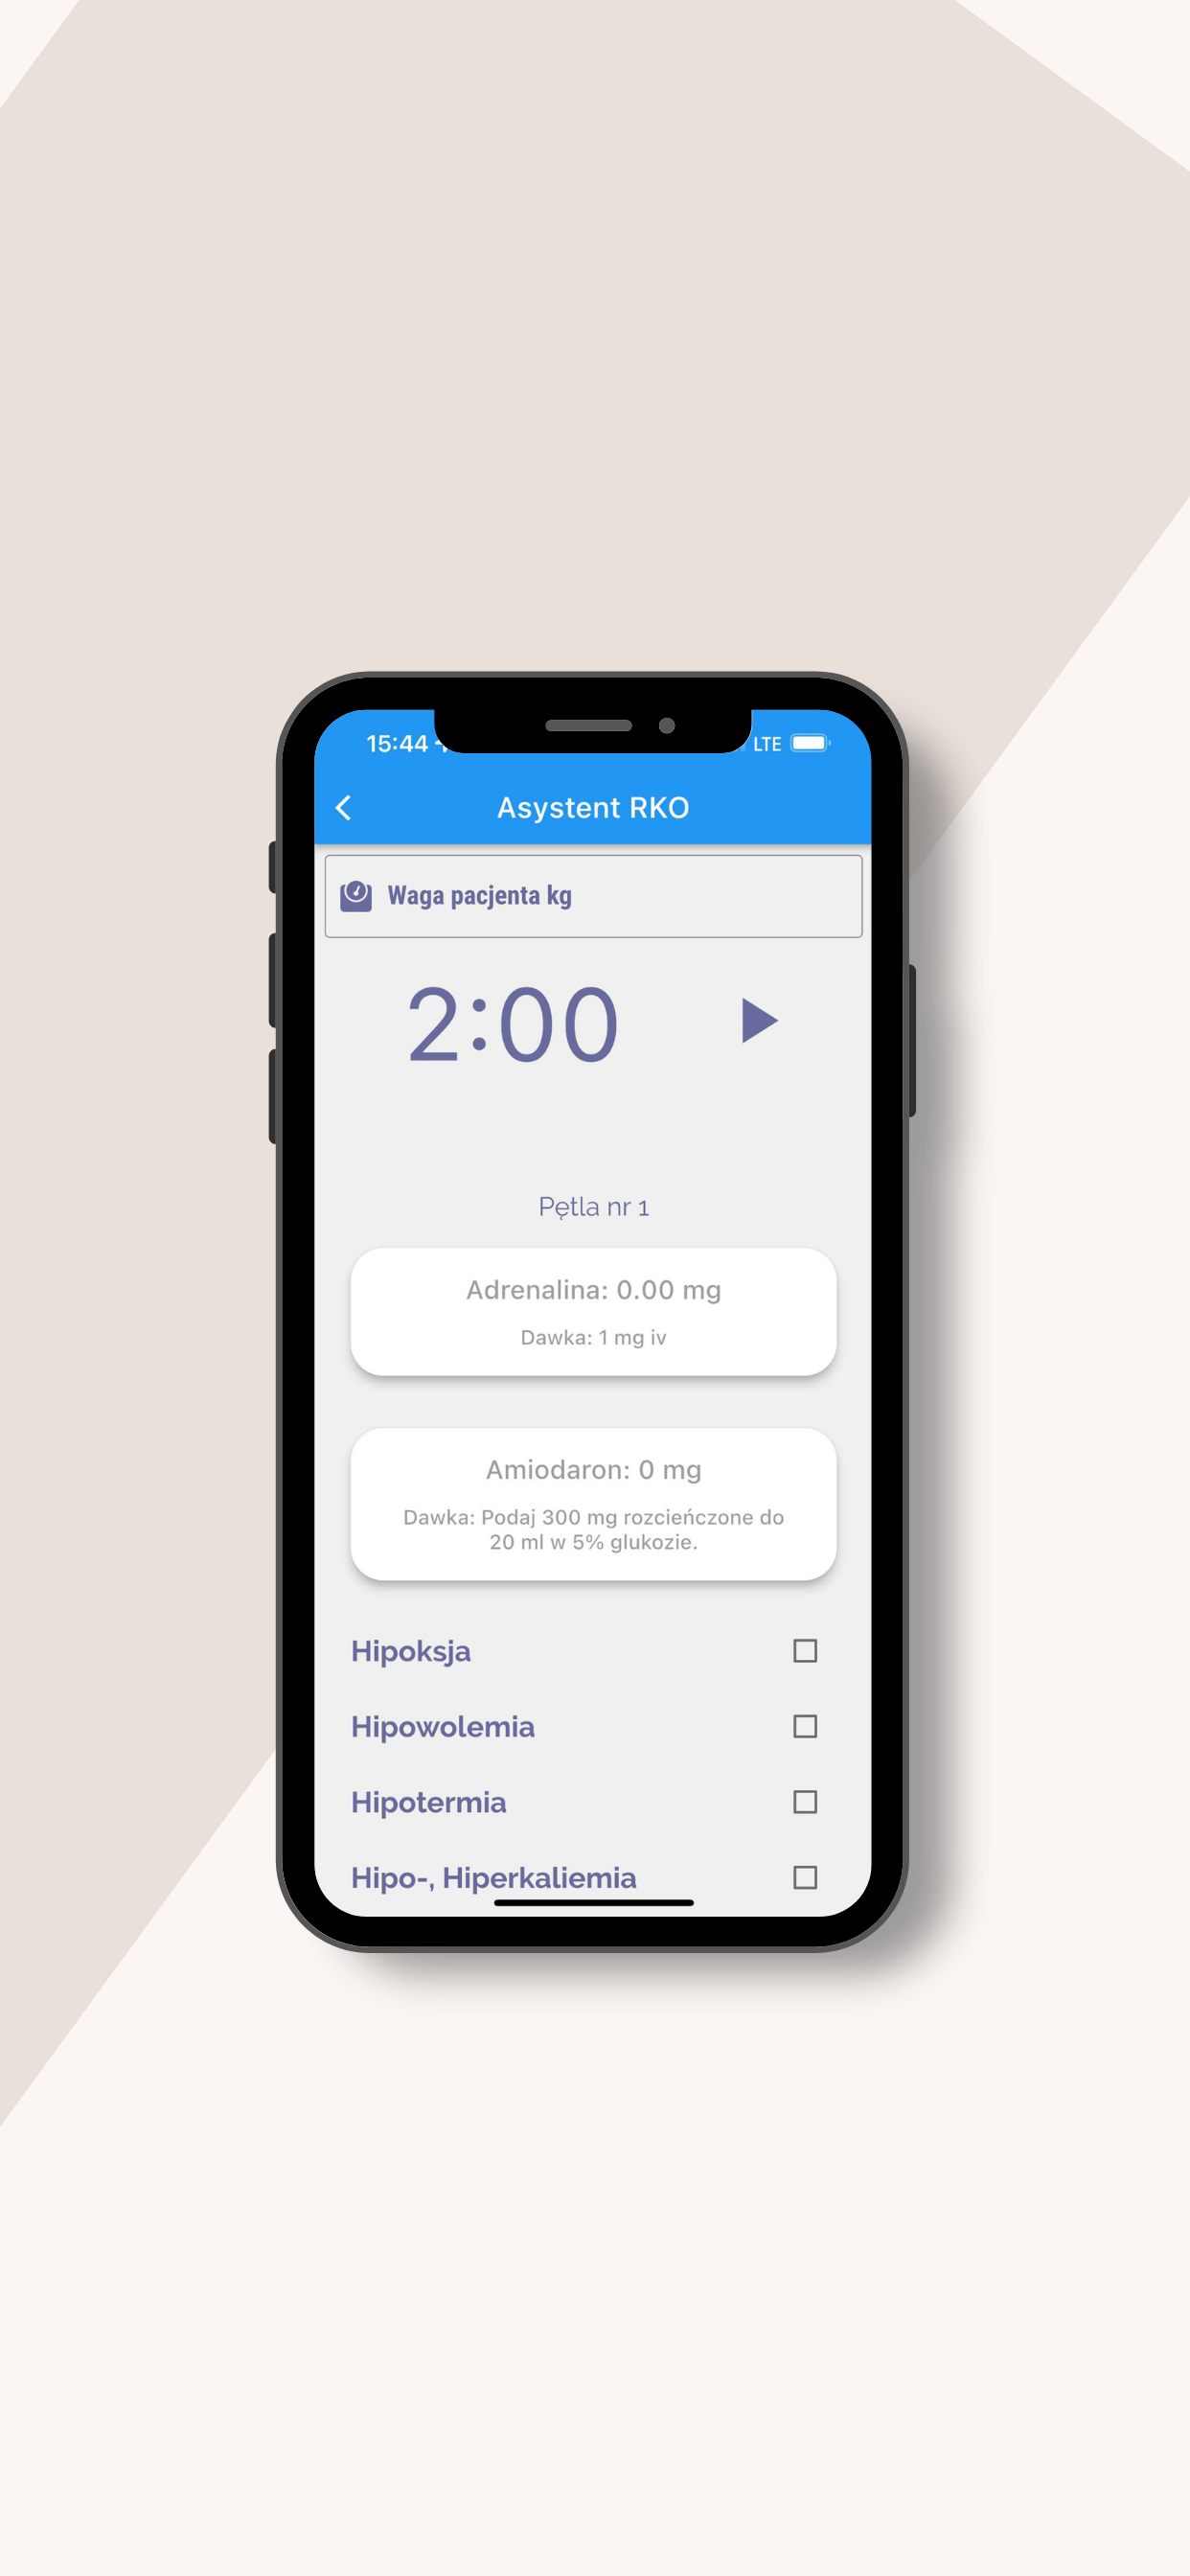 15:44
LTE
Asystent RKO
Waga pacjenta kg
2:00
Pętla nr 1
Adrenalina: 0.00 mg
Dawka: 1 mg iv
Amiodaron: 0 mg
Dawka: Podaj 300 mg rozcieńczone do
20 ml w 5% glukozie.
Hipoksja
Hipowolemia
Hipotermia
Hipo-, Hiperkaliemia